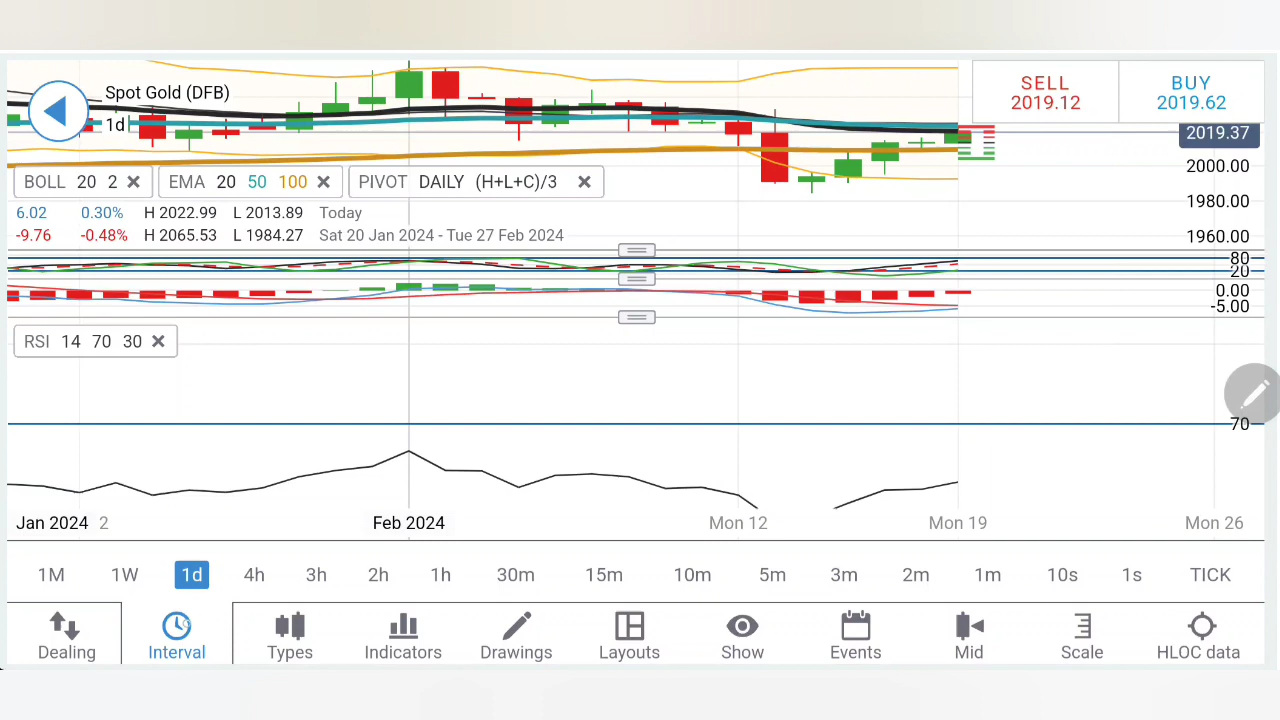 Spot Gold (DFB)
1d
SELL
2019.12
BUY
2019.62
2019.37
2000.00
1980.00
1960.00
BOLL 20 2
EMA 20 50 100
PIVOT DAILY (H+L+C)/3
6.02 0.30% H 2022.99 L 2013.89 Today
-9.76 -0.48% H 2065.53 L 1984.27 Sat 20 Jan 2024 - Tue 27 Feb 2024
80
20
0.00
-5.00
RSI 14 70 30
70
Jan 2024 2 Feb 2024 Mon 12 Mon 19 Mon 26
1M 1W 1d 4h 3h 2h 1h 30m 15m 10m 5m 3m 2m 1m 10s 1s TICK
Dealing Interval Types Indicators Drawings Layouts Show Events Mid Scale HLOC data